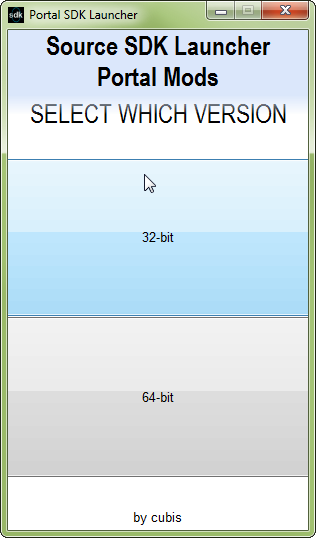 sdk Portal SDK Launcher
Source SDK Launcher
Portal Mods
SELECT WHICH VERSION
32-bit
64-bit
by cubis